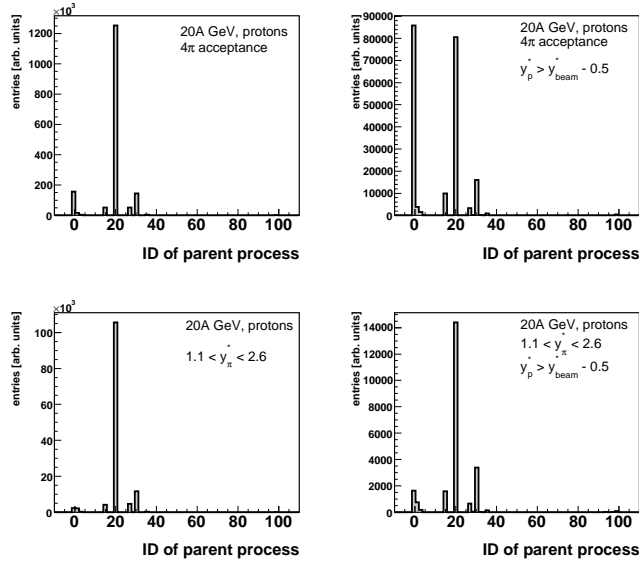 ×10³
20A GeV, protons
4π acceptance
entries [arb. units]
1200
1000
800
600
400
200
0
0 20 40 60 80 100
ID of parent process
20A GeV, protons
4π acceptance
y*p > y*beam - 0.5
entries [arb. units]
90000
80000
70000
60000
50000
40000
30000
20000
10000
0
0 20 40 60 80 100
ID of parent process
×10³
20A GeV, protons
1.1 < y*π < 2.6
entries [arb. units]
100
80
60
40
20
0
0 20 40 60 80 100
ID of parent process
20A GeV, protons
1.1 < y*π < 2.6
y*p > y*beam - 0.5
entries [arb. units]
14000
12000
10000
8000
6000
4000
2000
0
0 20 40 60 80 100
ID of parent process